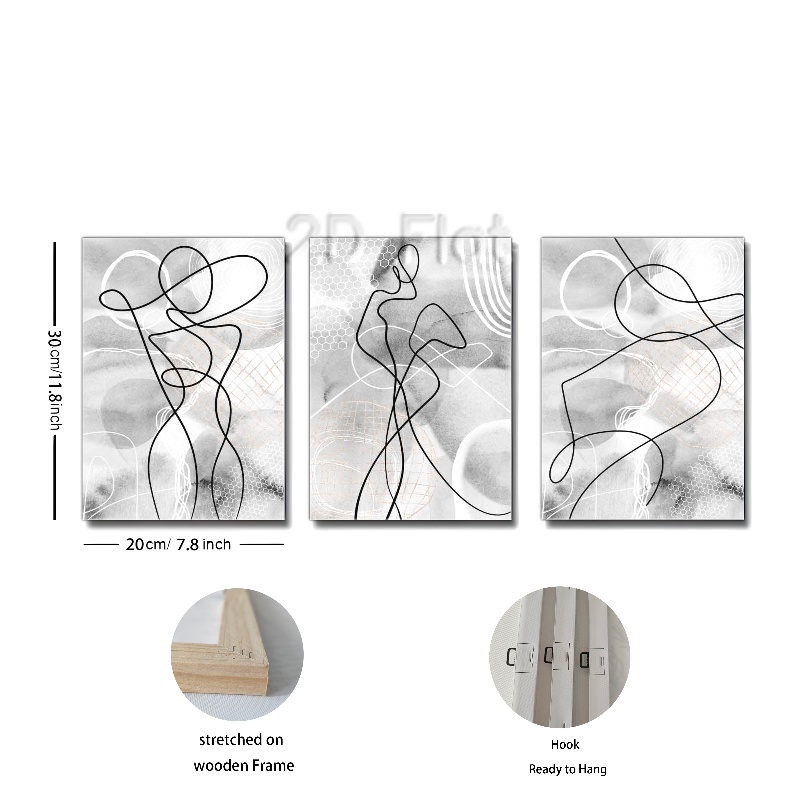 2D Flat
30cm/11.8inch
20cm/ 7.8 inch
stretched on
wooden Frame
Hook
Ready to Hang